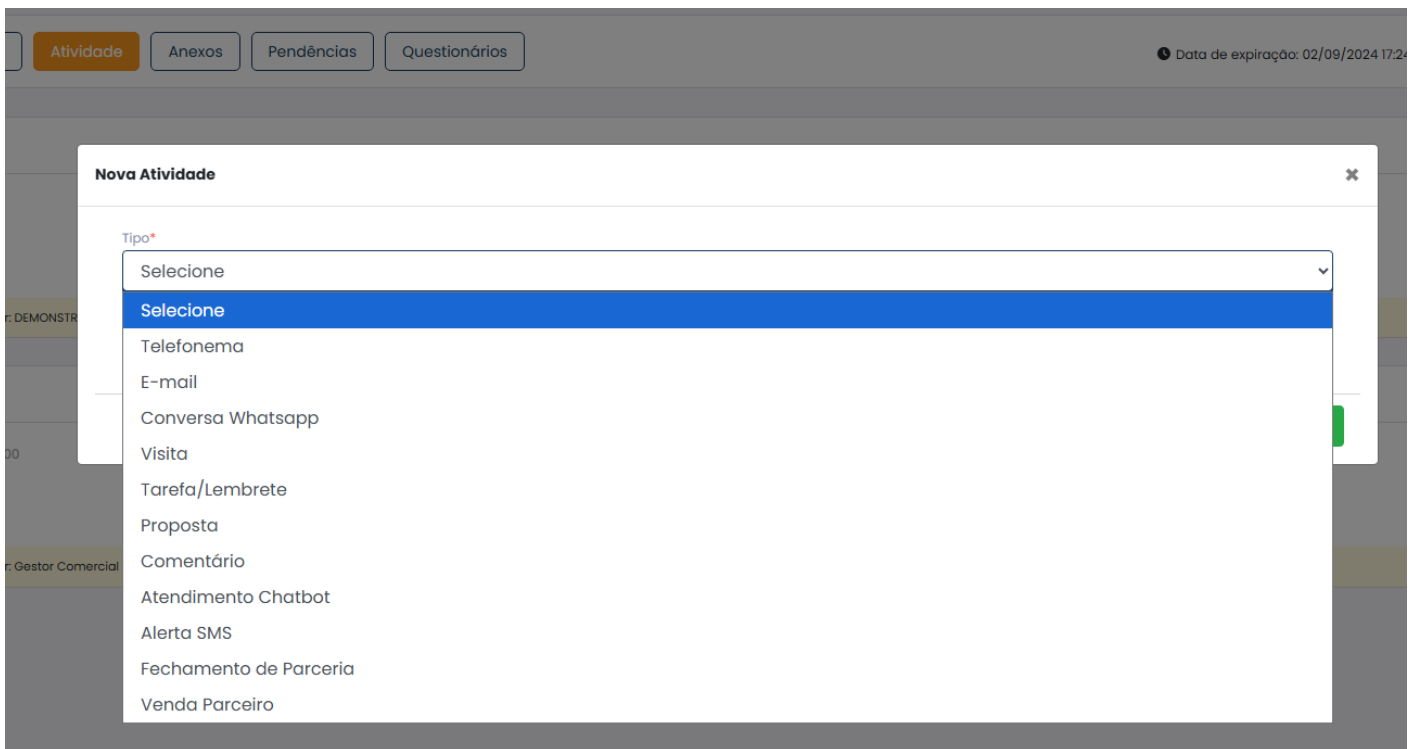 Atividade Anexos Pendências Questionários
Data de expiração: 02/09/2024 17:24
Nova Atividade
Tipo*
Selecione
Selecione
r: DEMONSTR
Telefonema
E-mail
Conversa Whatsapp
00
Visita
Tarefa/Lembrete
Proposta
Comentário
r: Gestor Comercial
Atendimento Chatbot
Alerta SMS
Fechamento de Parceria
Venda Parceiro